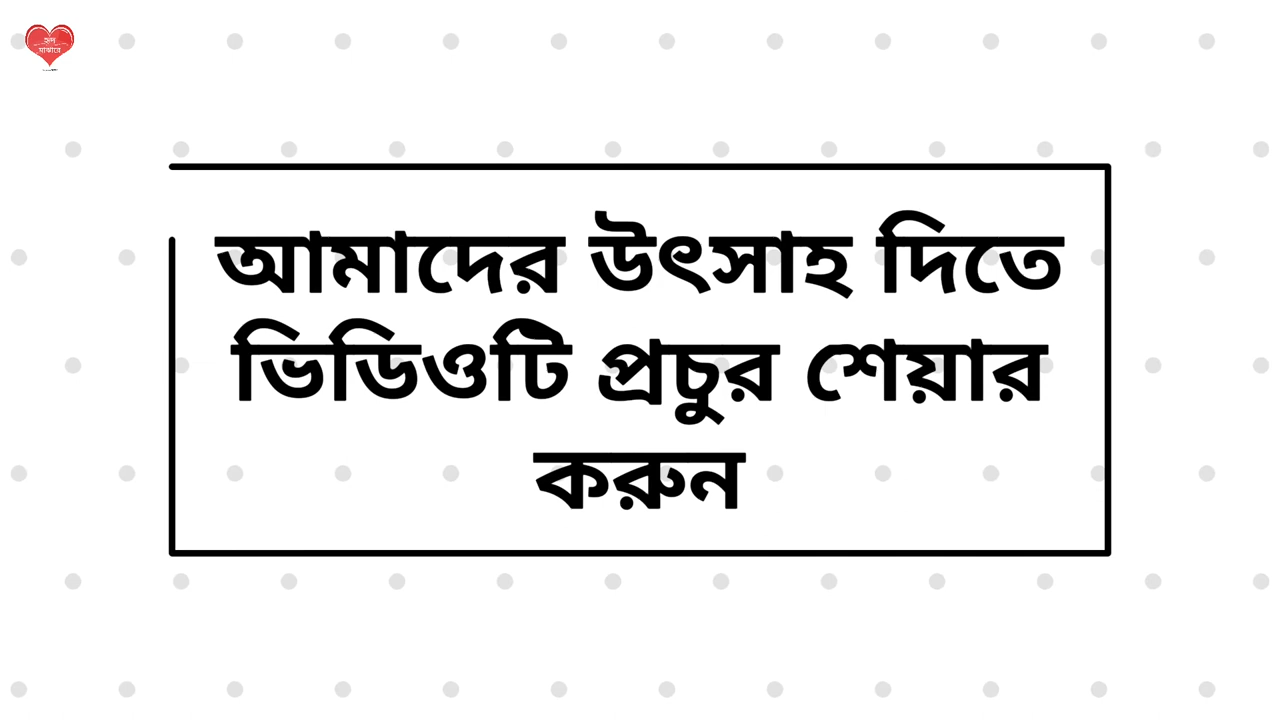 হৃদ
মাঝারে
আমাদের উৎসাহ দিতে
ভিডিওটি প্রচুর শেয়ার
করুন